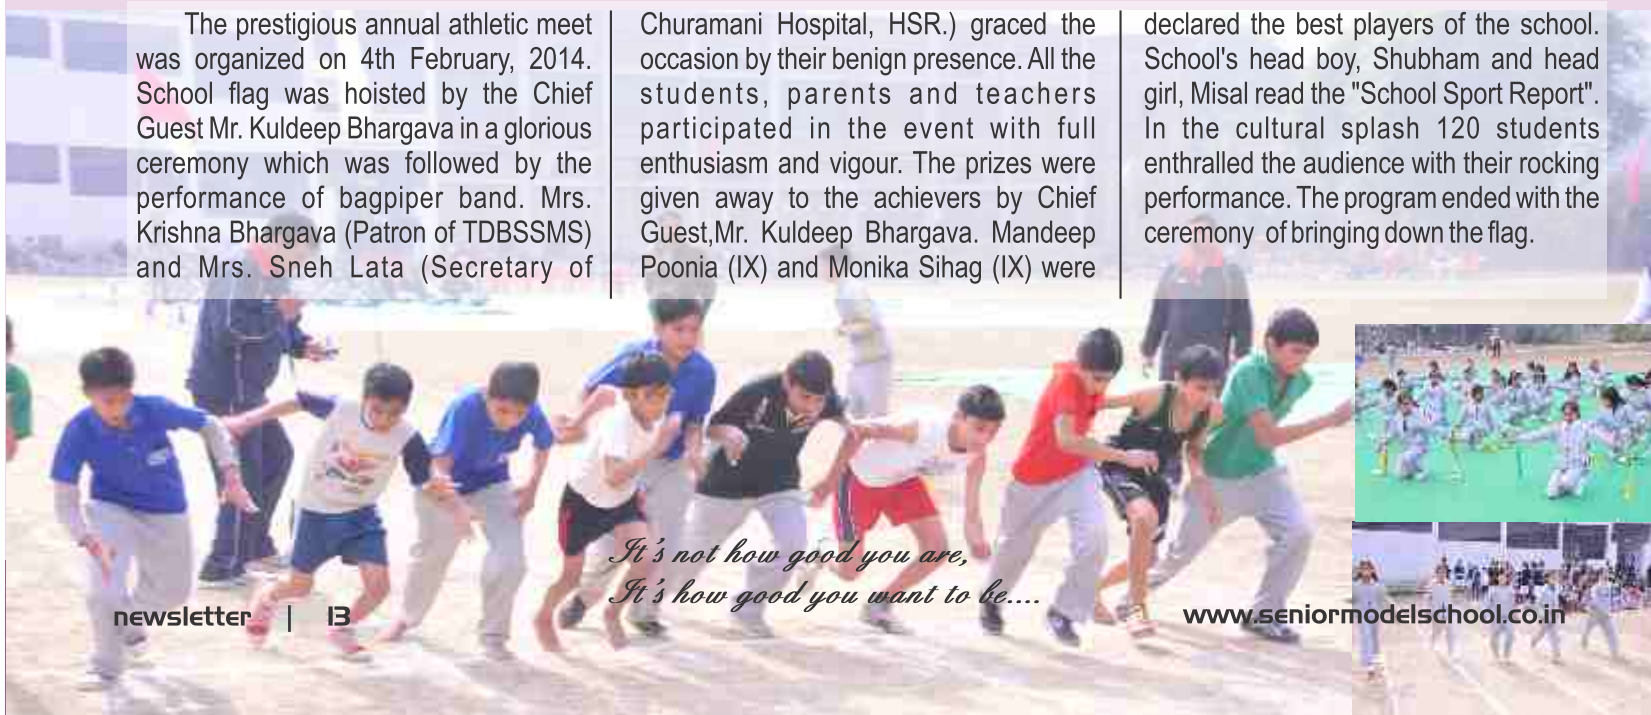 The prestigious annual athletic meet
was organized on 4th February, 2014.
School flag was hoisted by the Chief
Guest Mr. Kuldeep Bhargava in a glorious
ceremony which was followed by the
performance of bagpiper band. Mrs.
Krishna Bhargava (Patron of TDBSSMS)
and Mrs. Sneh Lata (Secretary of
Churamani Hospital, HSR.) graced the
occasion by their benign presence. All the
students, parents and teachers
participated in the event with full
enthusiasm and vigour. The prizes were
given away to the achievers by Chief
Guest,Mr. Kuldeep Bhargava. Mandeep
Poonia (IX) and Monika Sihag (IX) were
declared the best players of the school.
School's head boy, Shubham and head
girl, Misal read the "School Sport Report".
In the cultural splash 120 students
enthralled the audience with their rocking
performance. The program ended with the
ceremony of bringing down the flag.
It's not how good you are,
It's how good you want to be....
newsletter | 13
www.seniormodelschool.co.in